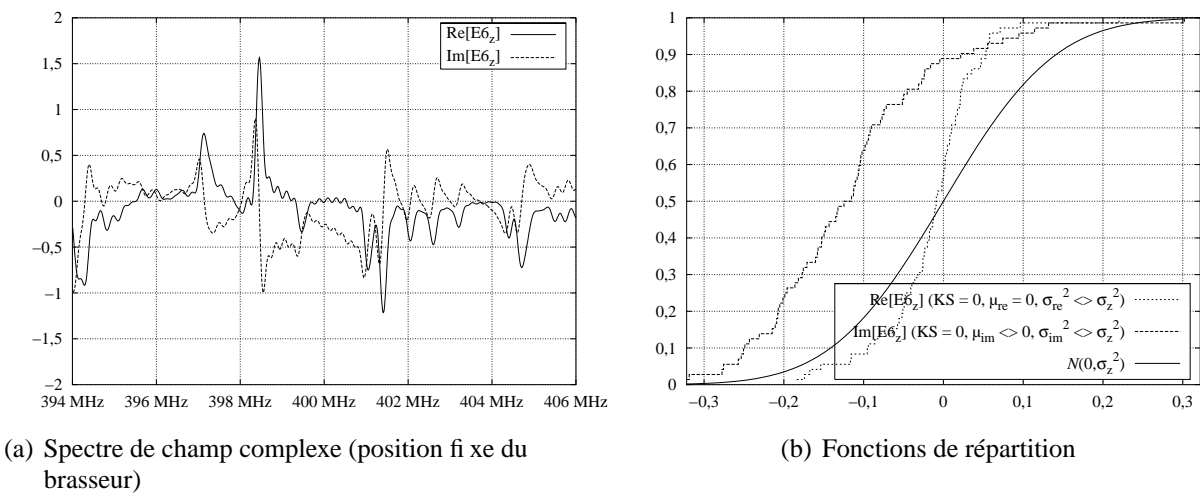 2
1,5
1
0,5
0
−0,5
−1
−1,5
−2
394 MHz 396 MHz 398 MHz 400 MHz 402 MHz 404 MHz 406 MHz
Re[E6z]
Im[E6z]
(a) Spectre de champ complexe (position fi xe du
brasseur)
1
0,9
0,8
0,7
0,6
0,5
0,4
0,3
0,2
0,1
0
−0,3 −0,2 −0,1 0 0,1 0,2 0,3
Re[E6z] (KS = 0, μre = 0, σre² <> σz²)
Im[E6z] (KS = 0, μim <> 0, σim² <> σz²)
N(0,σz²)
(b) Fonctions de répartition